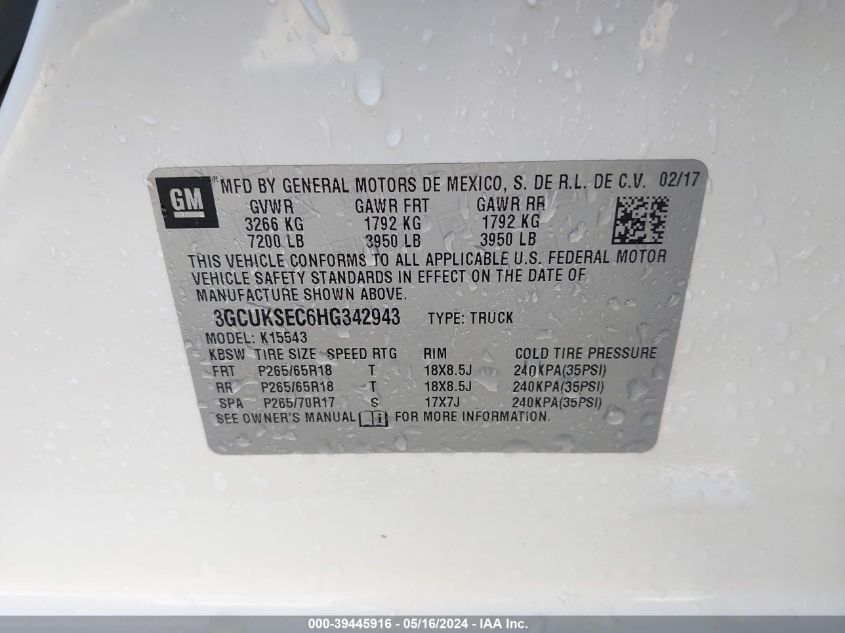 GM
MFD BY GENERAL MOTORS DE MEXICO, S. DE R.L. DE C.V. 02/17
GVWR GAWR FRT GAWR RR
3266 KG 1792 KG 1792 KG
7200 LB 3950 LB 3950 LB
THIS VEHICLE CONFORMS TO ALL APPLICABLE U.S. FEDERAL MOTOR
VEHICLE SAFETY STANDARDS IN EFFECT ON THE DATE OF
MANUFACTURE SHOWN ABOVE.
3GCUKSEC6HG342943 TYPE: TRUCK
MODEL: K15543
KBSW TIRE SIZE SPEED RTG RIM COLD TIRE PRESSURE
FRT P265/65R18 T 18X8.5J 240KPA(35PSI)
RR P265/65R18 T 18X8.5J 240KPA(35PSI)
SPA P265/70R17 S 17X7J 240KPA(35PSI)
SEE OWNER'S MANUAL FOR MORE INFORMATION.
000-39445916 - 05/16/2024 - IAA Inc.